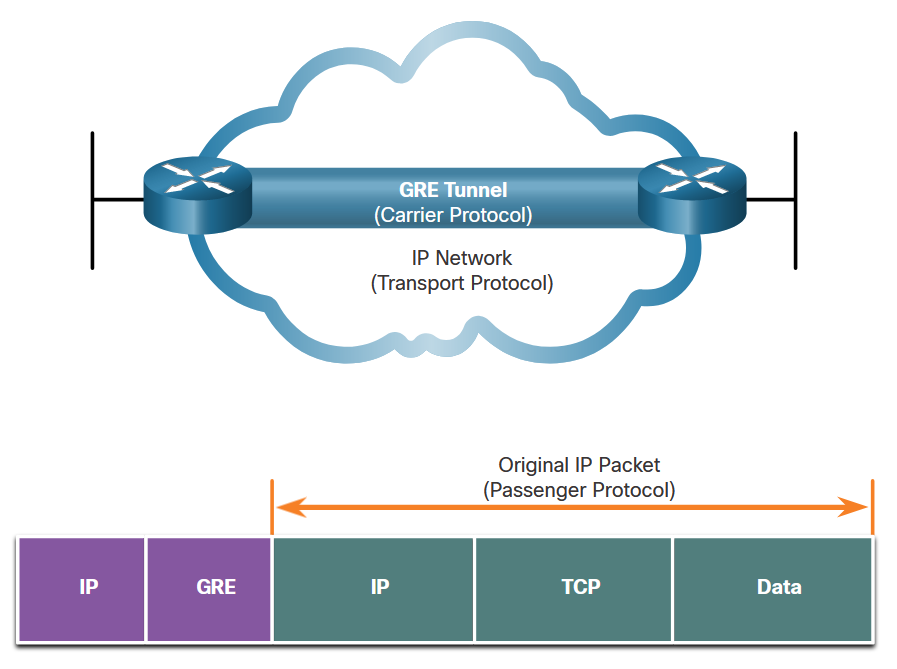 GRE Tunnel
(Carrier Protocol)
IP Network
(Transport Protocol)
Original IP Packet
(Passenger Protocol)
IP GRE IP TCP Data